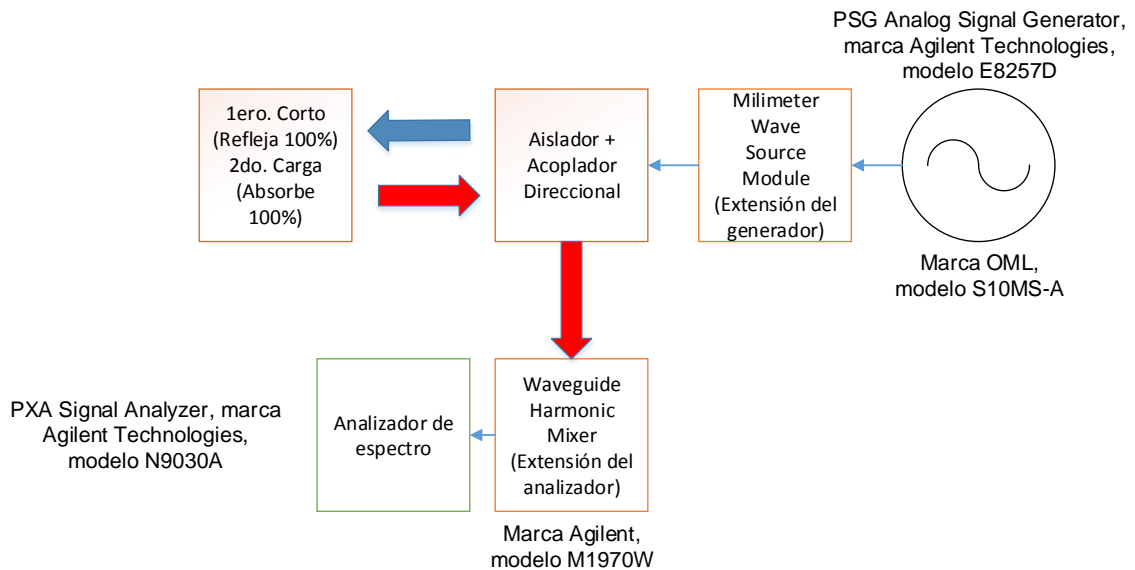 PSG Analog Signal Generator,
marca Agilent Technologies,
modelo E8257D
1ero. Corto
(Refleja 100%)
2do. Carga
(Absorbe
100%)
Aislador +
Acoplador
Direccional
Milimeter
Wave
Source
Module
(Extensión del
generador)
Marca OML,
modelo S10MS-A
PXA Signal Analyzer, marca
Agilent Technologies,
modelo N9030A
Analizador de
espectro
Waveguide
Harmonic
Mixer
(Extensión del
analizador)
Marca Agilent,
modelo M1970W